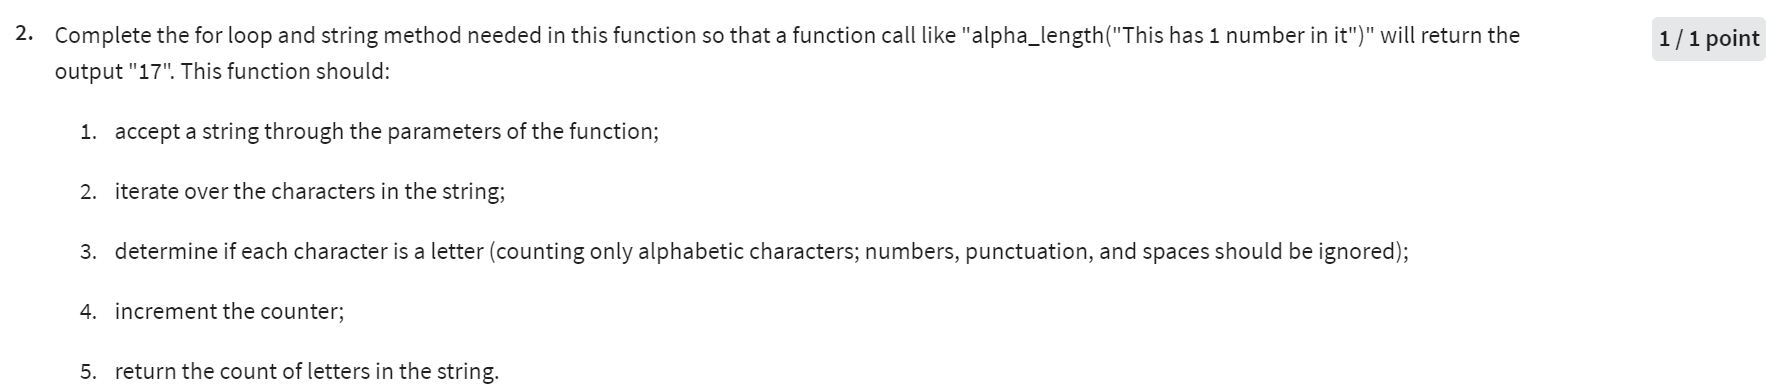 2. Complete the for loop and string method needed in this function so that a function call like "alpha_length("This has 1 number in it")" will return the
1 / 1 point
output "17". This function should:
1. accept a string through the parameters of the function;
2. iterate over the characters in the string;
3. determine if each character is a letter (counting only alphabetic characters; numbers, punctuation, and spaces should be ignored);
4. increment the counter;
5. return the count of letters in the string.